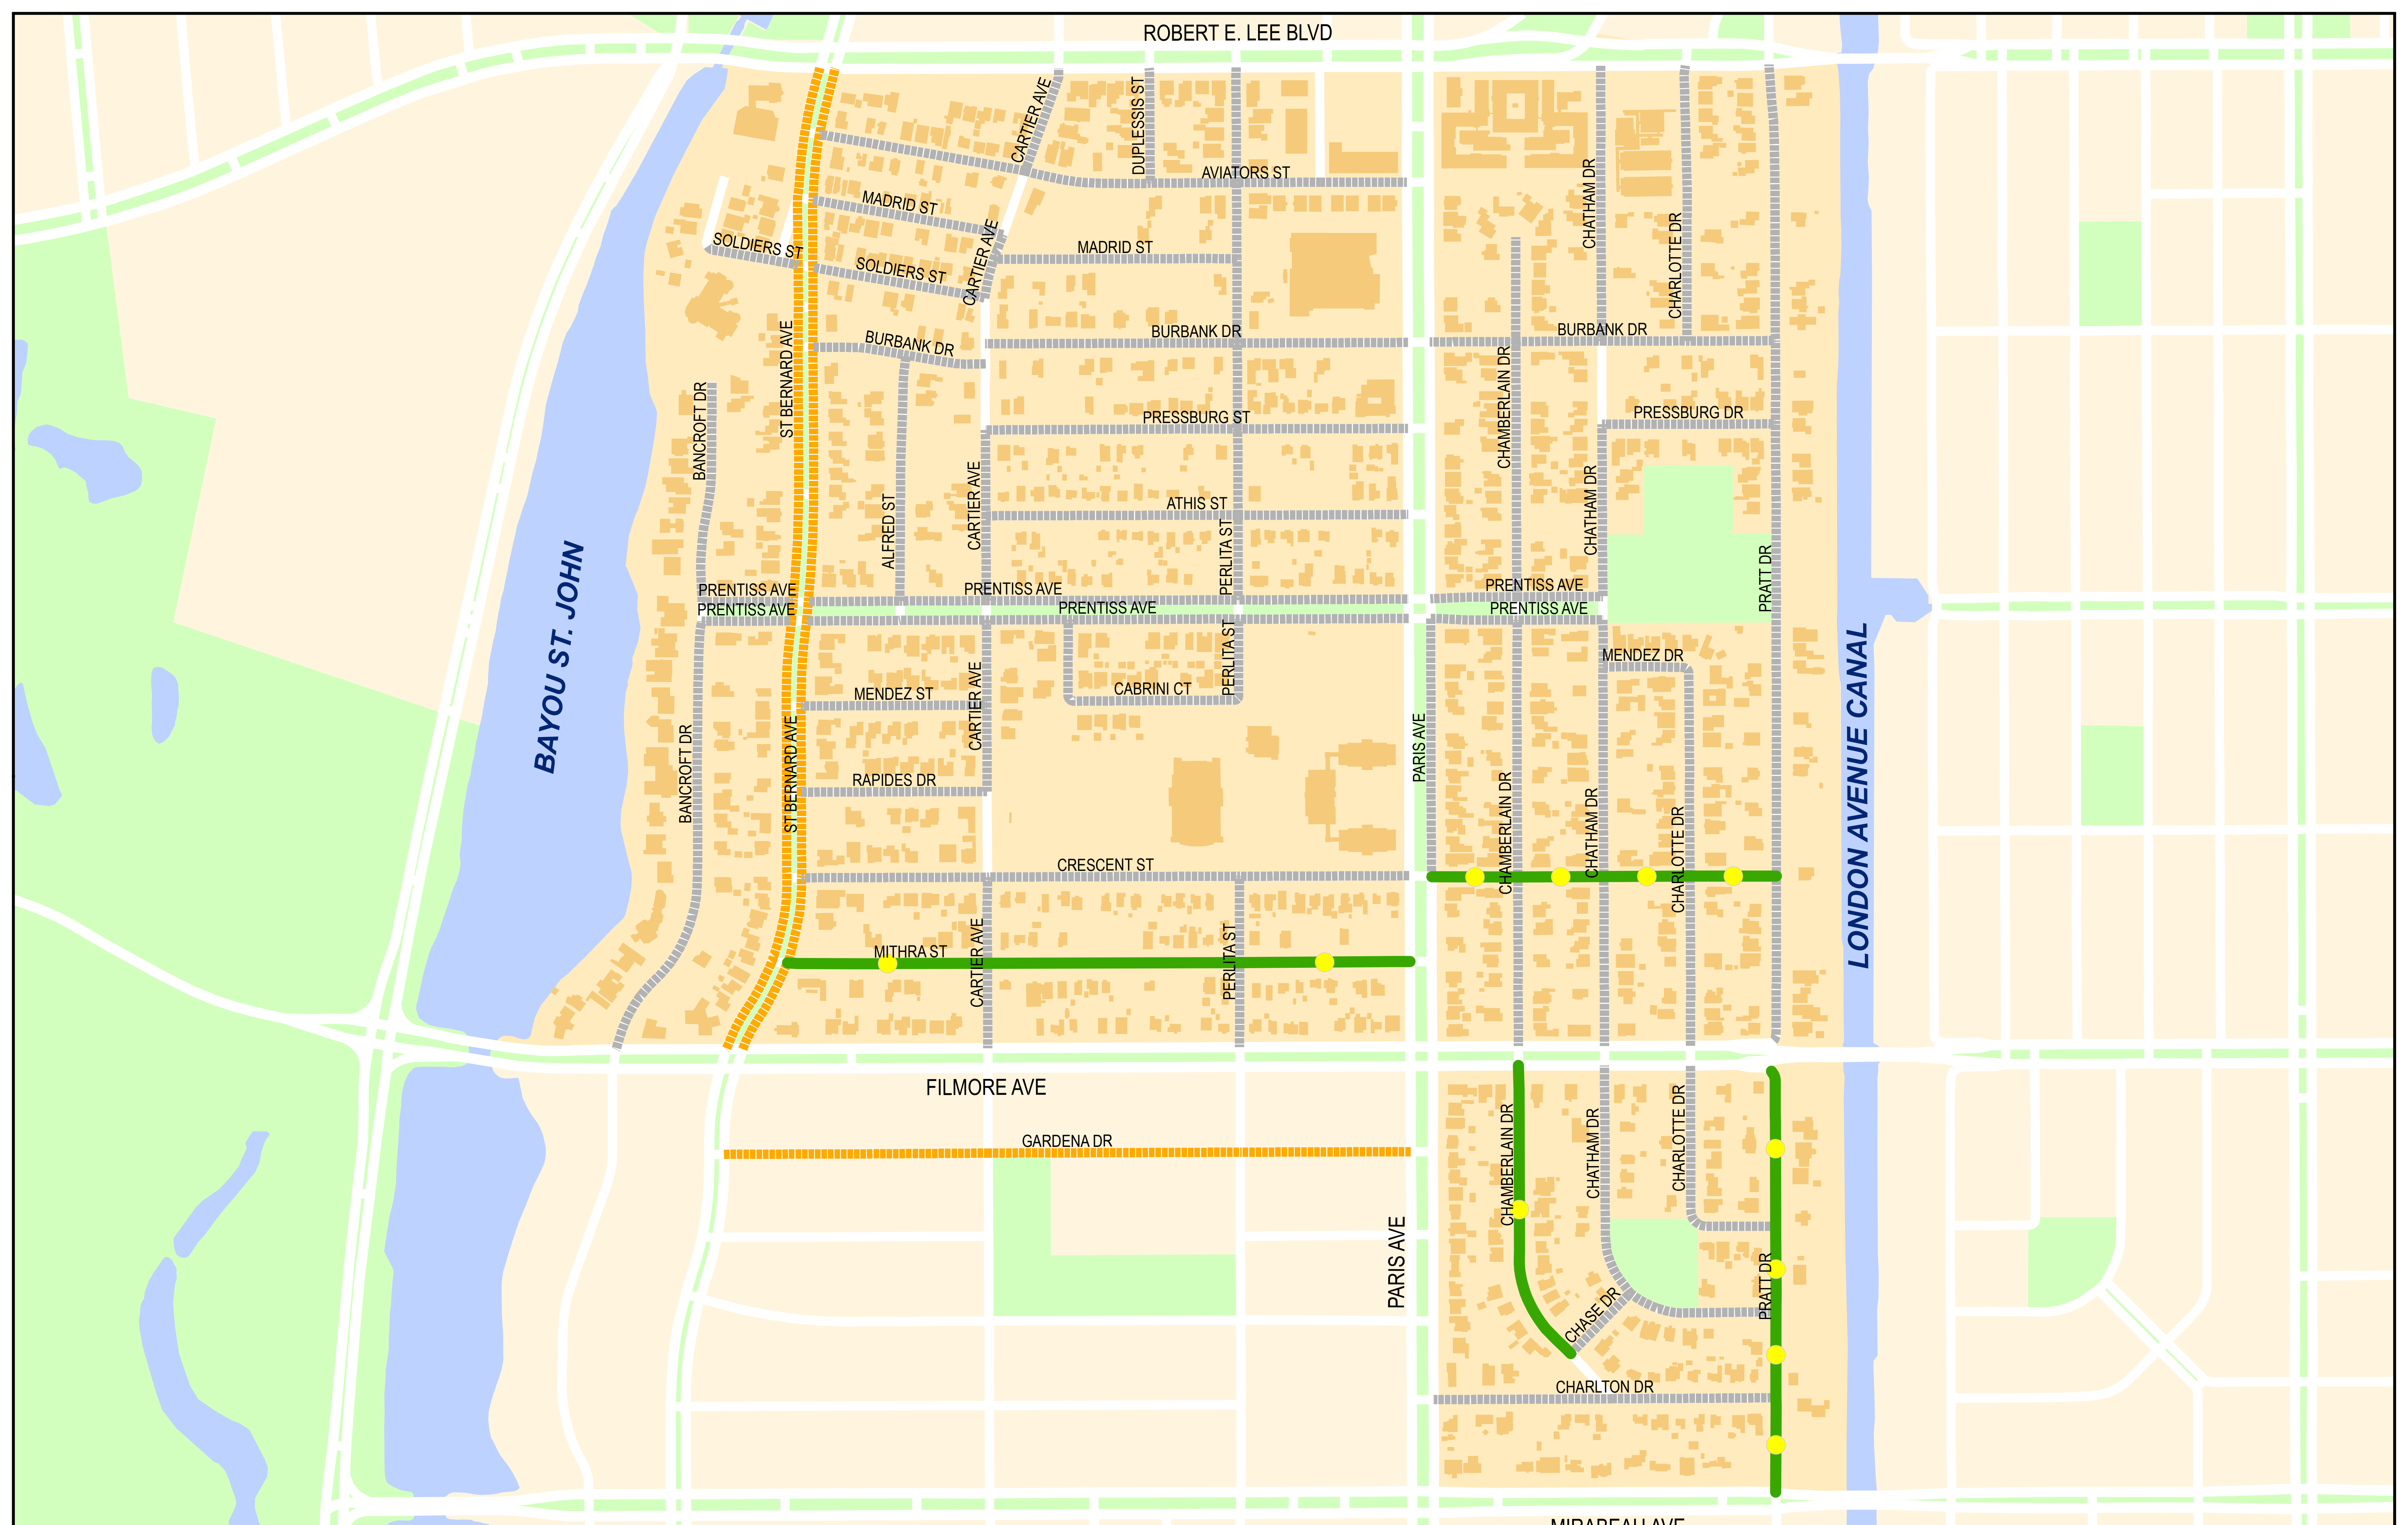 ROBERT E. LEE BLVD
CARTIER AVE
DUPLESSIS ST
AVIATORS ST
CHATHAM DR
MADRID ST
CHARLOTTE DR
SOLDIERS ST
CARTIER AVE
MADRID ST
SOLDIERS ST
ST BERNARD AVE
BURBANK DR
BURBANK DR
BURBANK DR
CHAMBERLAIN DR
BANCROFT DR
PRESSBURG ST
PRESSBURG DR
ALFRED ST
CARTIER AVE
ATHIS ST
CHATHAM DR
PERLITA ST
PRATT DR
BAYOU ST. JOHN
PRENTISS AVE
PRENTISS AVE
PRENTISS AVE
PRENTISS AVE
PRENTISS AVE
PRENTISS AVE
PERLITA ST
MENDEZ DR
LONDON AVENUE CANAL
CARTIER AVE
MENDEZ ST
CABRINI CT
BANCROFT DR
ST BERNARD AVE
PARIS AVE
RAPIDES DR
CHAMBERLAIN DR
CHATHAM DR
CHARLOTTE DR
CRESCENT ST
MITHRA ST
CARTIER AVE
PERLITA ST
FILMORE AVE
GARDENA DR
CHAMBERLAIN DR
CHATHAM DR
CHARLOTTE DR
PARIS AVE
CHASE DR
PRATT DR
CHARLTON DR
MIRABEAU AVE